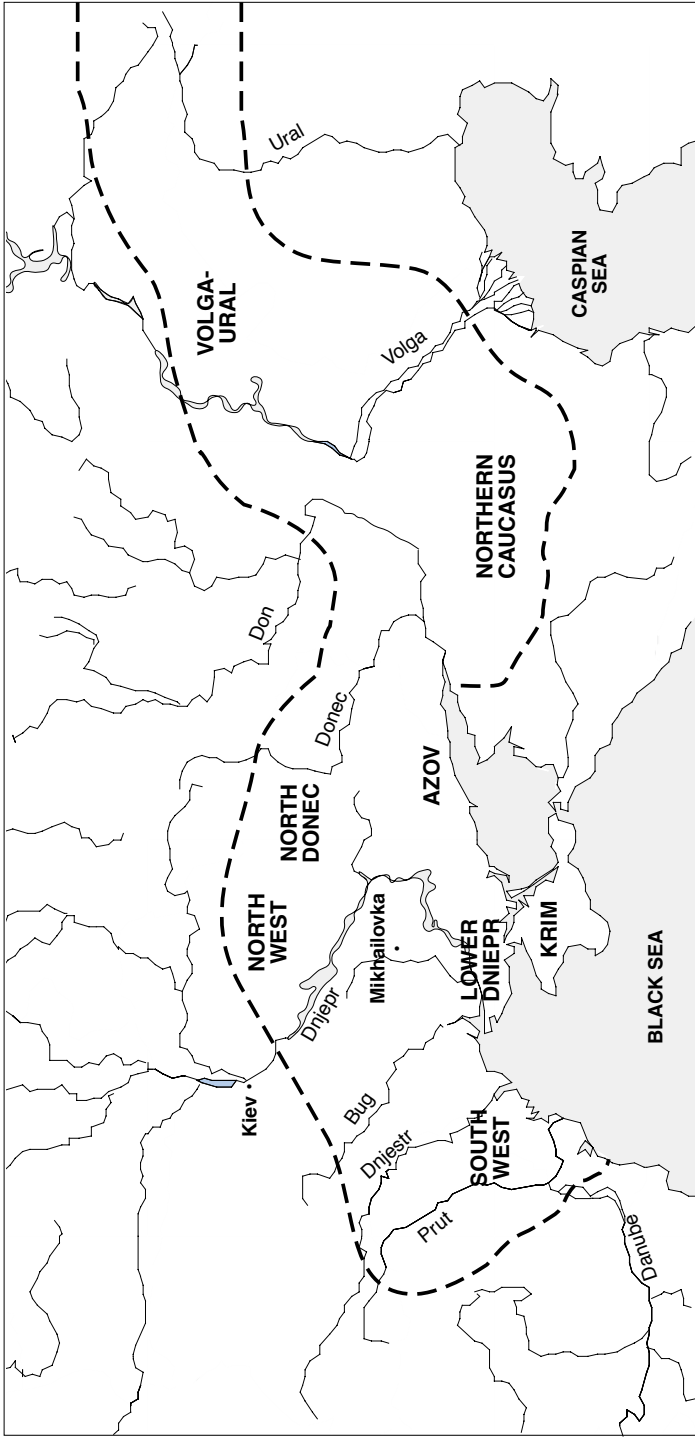 Ural
VOLGA-
URAL
Volga
CASPIAN
SEA
NORTHERN
CAUCASUS
Don
Donec
AZOV
NORTH
DONEC
NORTH
WEST
Dnjepr
Mikhailovka
LOWER
DNIEPR
KRIM
BLACK SEA
Kiev
Bug
Dnjestr
SOUTH
WEST
Prut
Danube